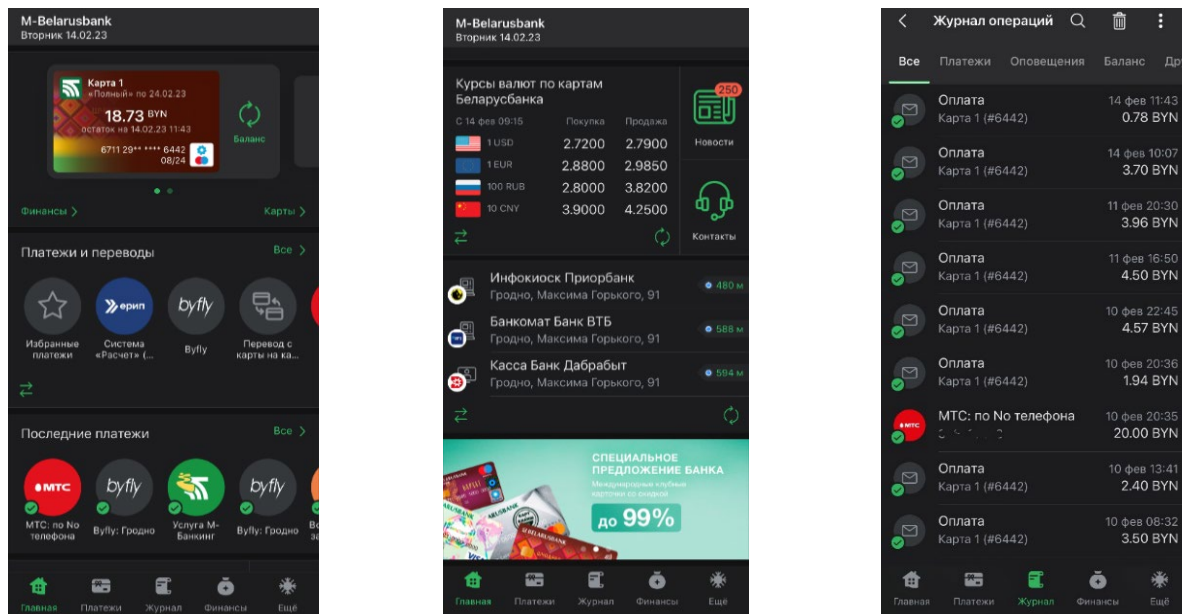 M-Belarusbank
Вторник 14.02.23
Карта 1
«Полный» по 24.02.23
18.73 BYN
остаток на 14.02.23 11:43
6711 29** **** 6442
08/24
Баланс
Финансы
Карты
Платежи и переводы
Все
ерип
byfly
Избранные платежи
Система «Расчет» (...
Byfly
Перевод с карты на ка...
Последние платежи
Все
МТС
byfly
byfly
МТС: по No телефона
Byfly: Гродно
Услуга М-Банкинг
Byfly: Гродно
Главная
Платежи
Журнал
Финансы
Ещё
M-Belarusbank
Вторник 14.02.23
Курсы валют по картам
Беларусбанка
С 14 фев 09:15 Покупка Продажа
1 USD 2.7200 2.7900
1 EUR 2.8800 2.9850
100 RUB 2.8000 3.8200
10 CNY 3.9000 4.2500
250
Новости
Контакты
Инфокиоск Приорбанк
Гродно, Максима Горького, 91
480 м
Банкомат Банк ВТБ
Гродно, Максима Горького, 91
588 м
Касса Банк Дабрабыт
Гродно, Максима Горького, 91
594 м
СПЕЦИАЛЬНОЕ
ПРЕДЛОЖЕНИЕ БАНКА
Международные клубные
карточки со скидкой
до 99%
Главная
Платежи
Журнал
Финансы
Ещё
Журнал операций
Все
Платежи
Оповещения
Баланс
Др
Оплата 14 фев 11:43
Карта 1 (#6442) 0.78 BYN
Оплата 14 фев 10:07
Карта 1 (#6442) 3.70 BYN
Оплата 11 фев 20:30
Карта 1 (#6442) 3.96 BYN
Оплата 11 фев 16:50
Карта 1 (#6442) 4.50 BYN
Оплата 10 фев 22:45
Карта 1 (#6442) 4.57 BYN
Оплата 10 фев 20:36
Карта 1 (#6442) 1.94 BYN
МТС
МТС: по No телефона 10 фев 20:35
20.00 BYN
Оплата 10 фев 13:41
Карта 1 (#6442) 2.40 BYN
Оплата 10 фев 08:32
Карта 1 (#6442) 3.50 BYN
Главная
Платежи
Журнал
Финансы
Ещё